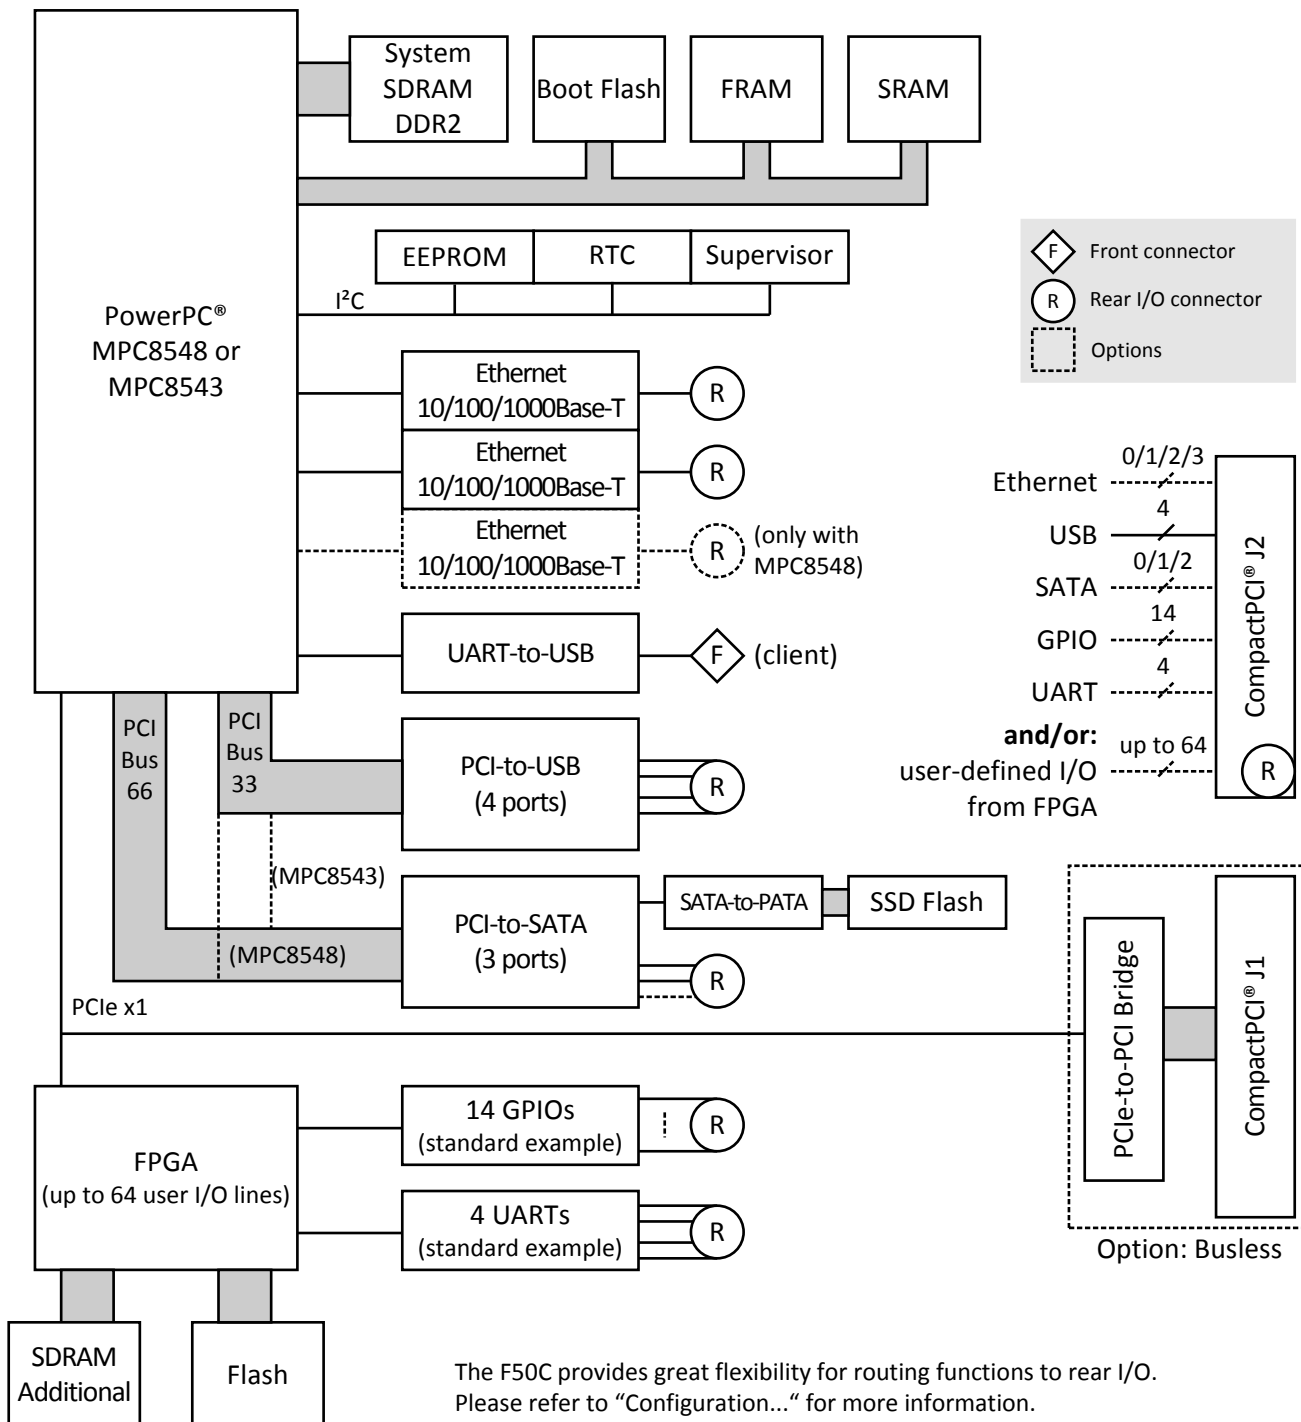 System
SDRAM
DDR2
Boot Flash
FRAM
SRAM
EEPROM
RTC
Supervisor
I²C
PowerPC®
MPC8548 or
MPC8543
F
Front connector
R
Rear I/O connector
Options
Ethernet
10/100/1000Base-T
R
Ethernet
10/100/1000Base-T
R
Ethernet
10/100/1000Base-T
R
(only with
MPC8548)
UART-to-USB
F
(client)
Ethernet
0/1/2/3
USB
4
SATA
0/1/2
GPIO
14
UART
4
and/or:
user-defined I/O
from FPGA
up to 64
CompactPCI® J2
R
PCI
Bus
66
PCI
Bus
33
PCI-to-USB
(4 ports)
R
(MPC8543)
(MPC8548)
PCI-to-SATA
(3 ports)
SATA-to-PATA
SSD Flash
R
PCIe x1
PCIe-to-PCI Bridge
CompactPCI® J1
Option: Busless
FPGA
(up to 64 user I/O lines)
14 GPIOs
(standard example)
R
4 UARTs
(standard example)
R
SDRAM
Additional
Flash
The F50C provides great flexibility for routing functions to rear I/O.
Please refer to “Configuration...“ for more information.